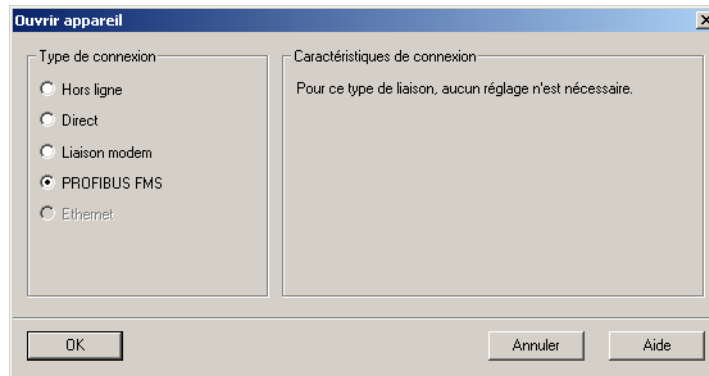 Ouvrir appareil
Type de connexion
Hors ligne
Direct
Liaison modem
PROFIBUS FMS
Ethernet
Caractéristiques de connexion
Pour ce type de liaison, aucun réglage n'est nécessaire.
OK
Annuler
Aide